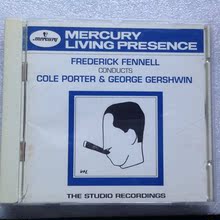 Mercury
MERCURY
LIVING PRESENCE
FREDERICK FENNELL
CONDUCTS
COLE PORTER & GEORGE GERSHWIN
THE STUDIO RECORDINGS